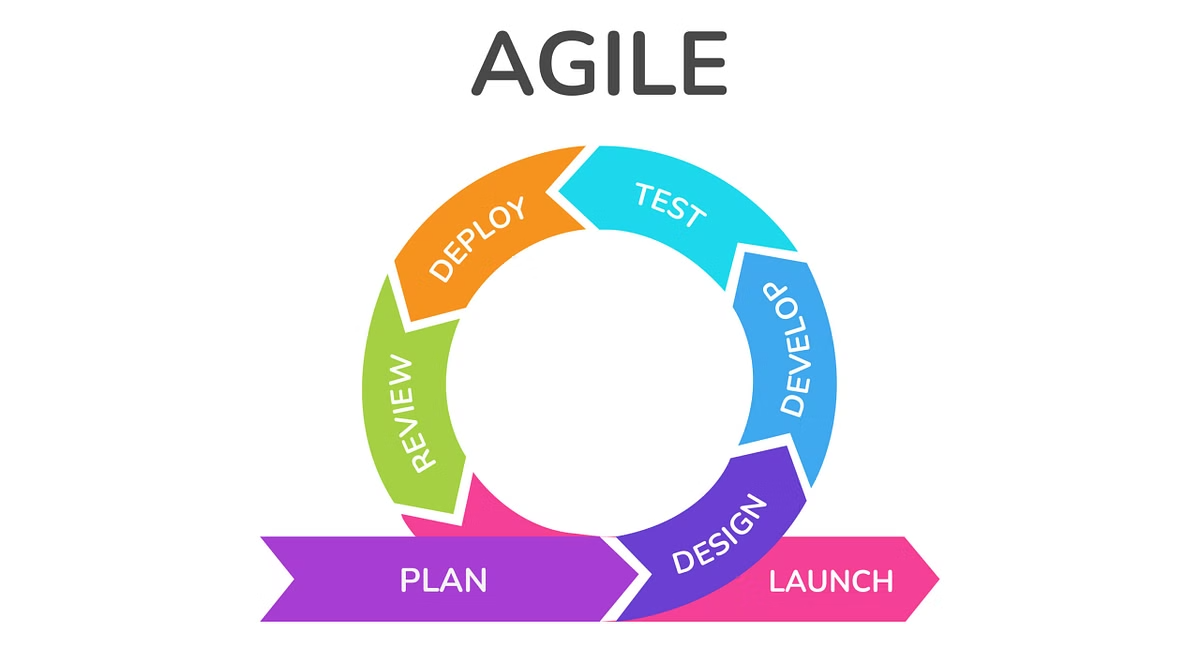 AGILE
TEST
DEPLOY
DEVELOP
REVIEW
DESIGN
PLAN
LAUNCH